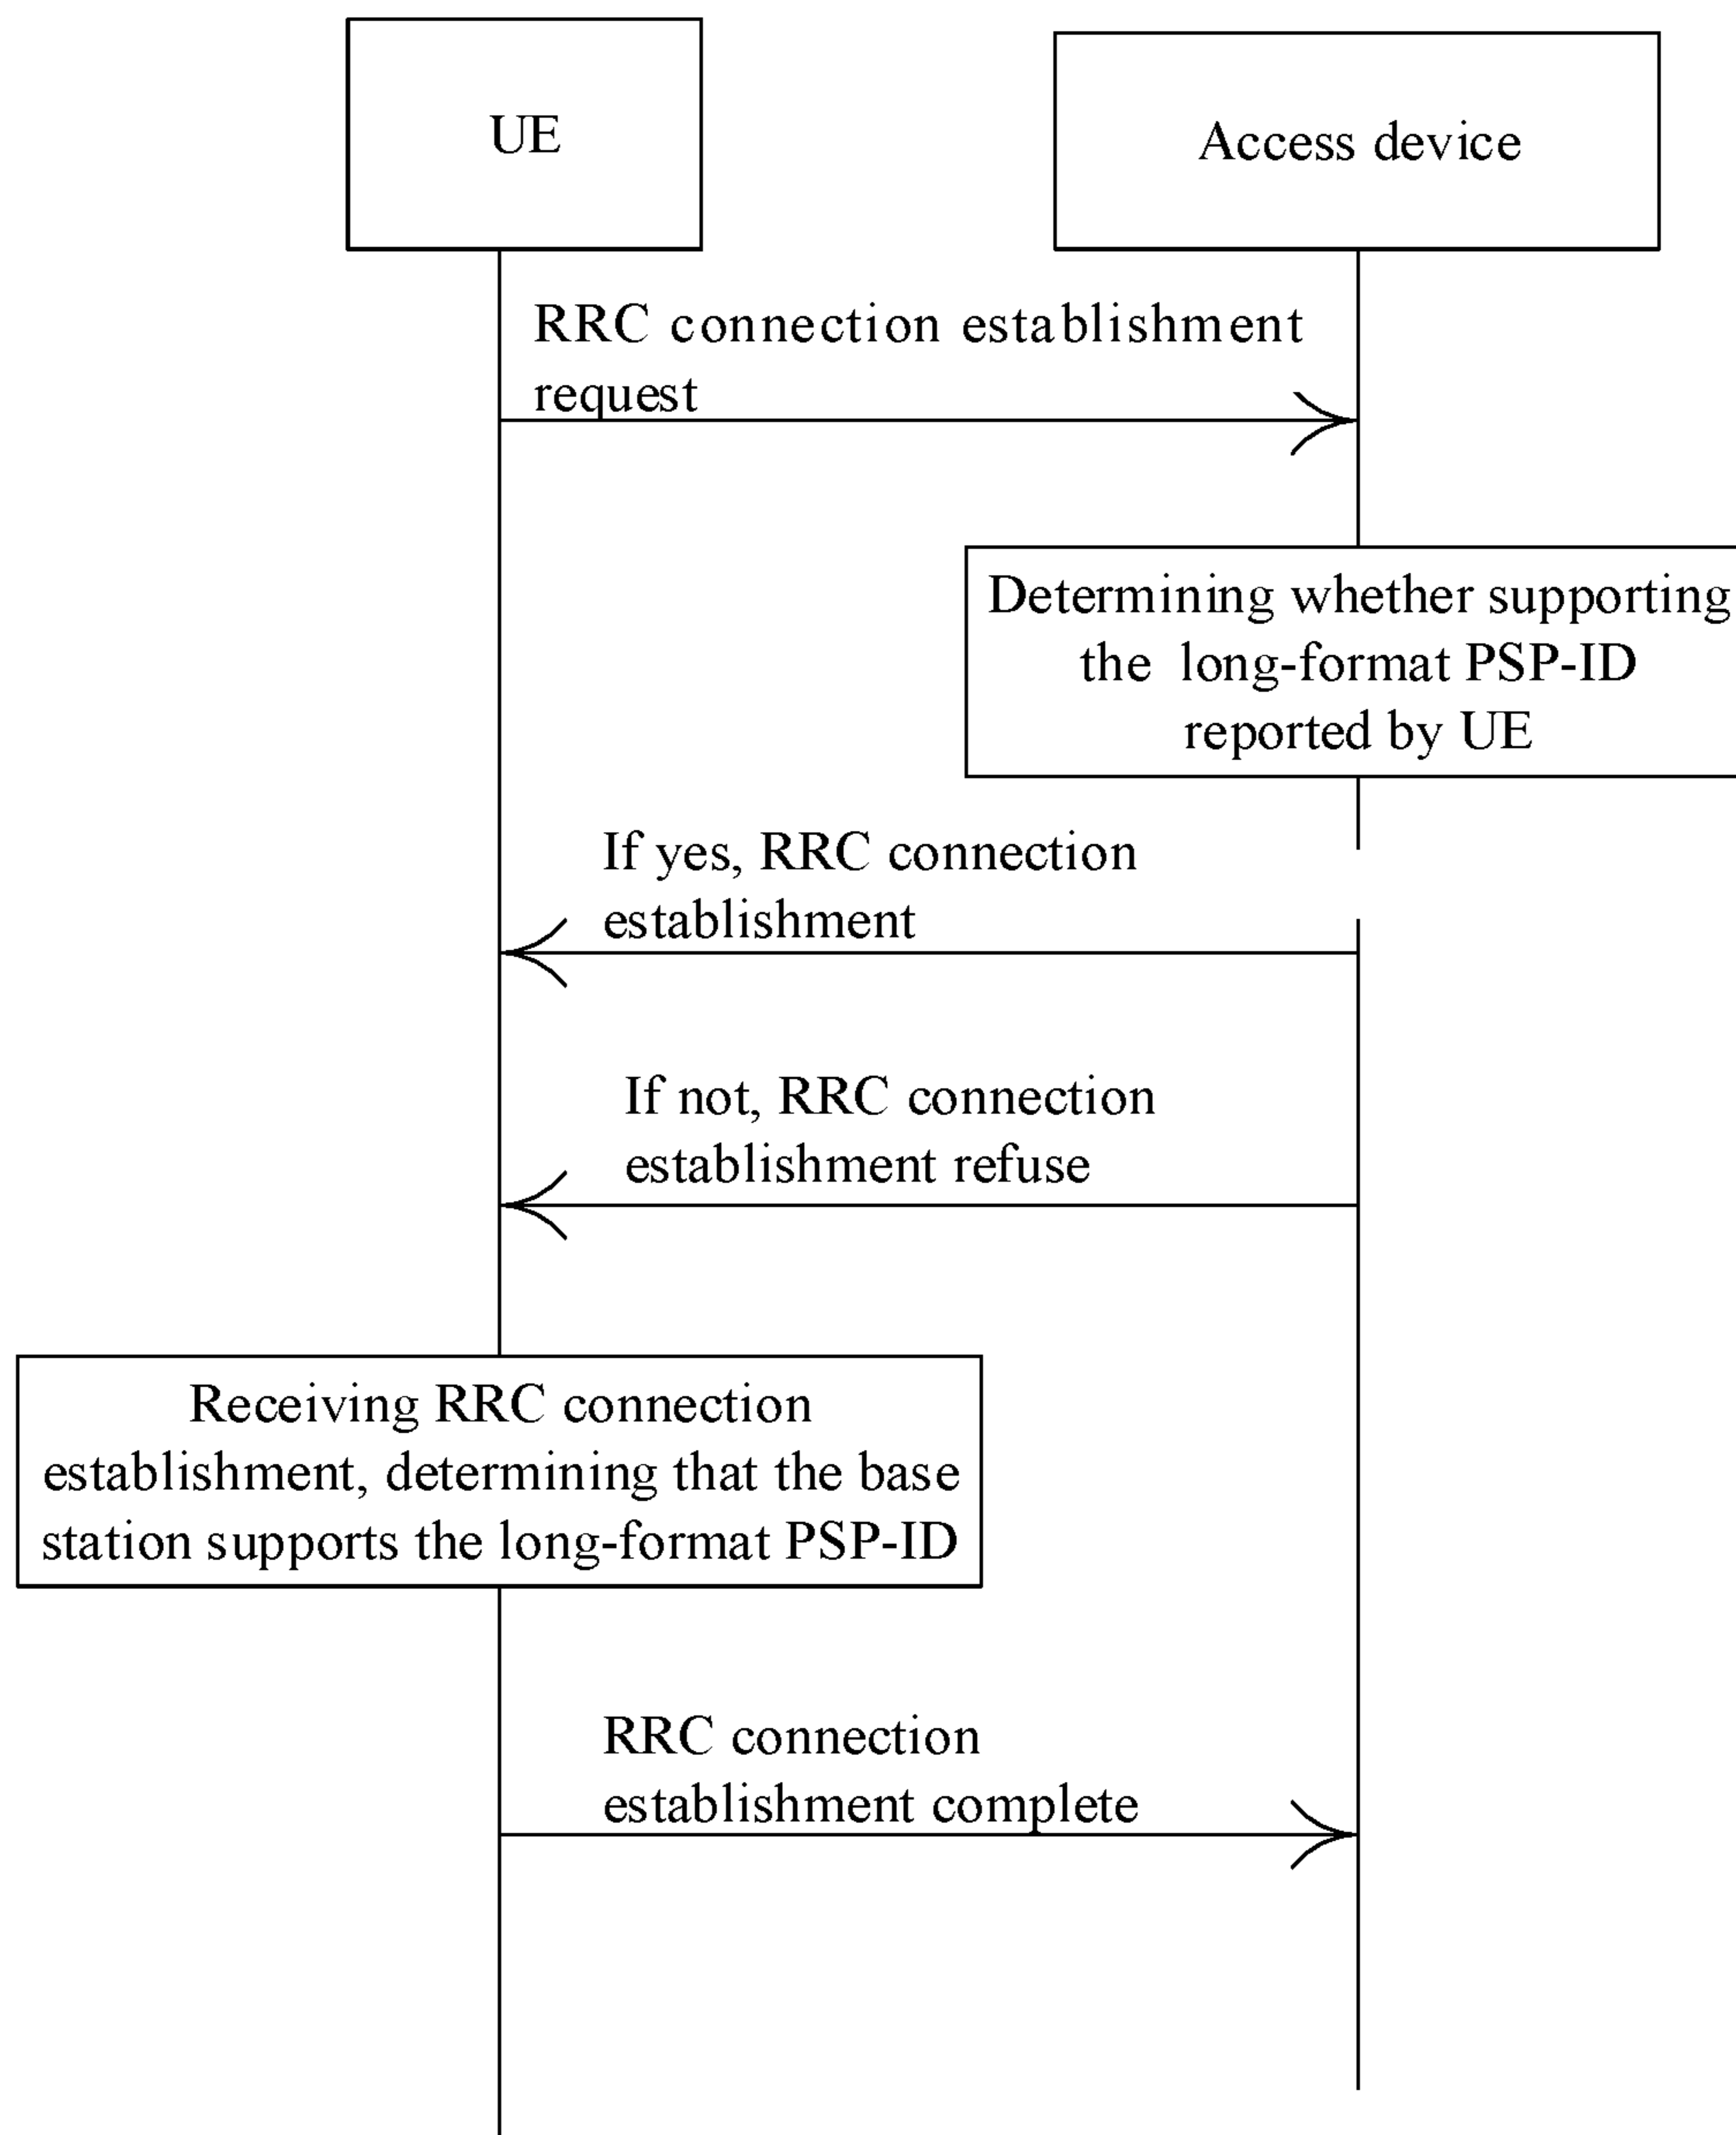 UE
Access device
RRC connection establishment
request
Determining whether supporting
the long-format PSP-ID
reported by UE
If yes, RRC connection
establishment
If not, RRC connection
establishment refuse
Receiving RRC connection
establishment, determining that the base
station supports the long-format PSP-ID
RRC connection
establishment complete